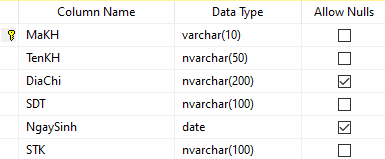 Column Name Data Type Allow Nulls
MaKH varchar(10)
TenKH nvarchar(50)
DiaChi nvarchar(200)
SDT nvarchar(100)
NgaySinh date
STK nvarchar(100)